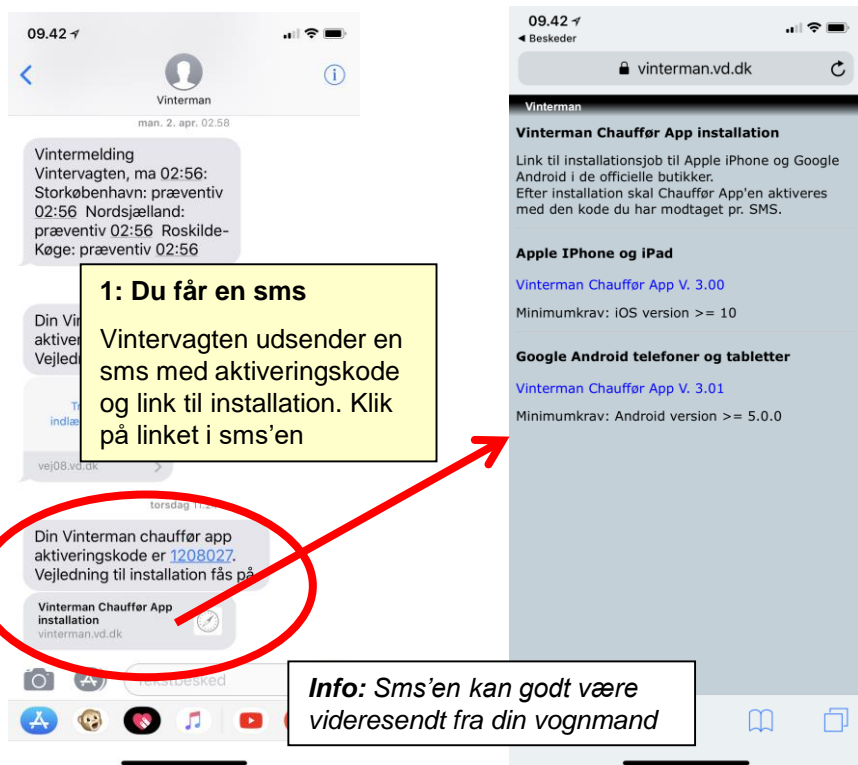 09.42
Vinterman
man. 2. apr. 02.58
Vintermelding
Vintervagten, ma 02:56:
Storkøbenhavn: præventiv
02:56 Nordsjælland:
præventiv 02:56 Roskilde-
Køge: præventiv 02:56
1: Du får en sms
Vintervagten udsender en
sms med aktiveringskode
og link til installation. Klik
på linket i sms'en
Din
vej08.vd.dk
torsdag
Din Vinterman chauffør app
aktiveringskode er 1208027.
Vejledning til installation fås på
Vinterman Chauffør App
installation
vinterman.vd.dk
Tekstbesked
Info: Sms'en kan godt være
videresendt fra din vognmand
09.42
Beskeder
vinterman.vd.dk
Vinterman
Vinterman Chauffør App installation
Link til installationsjob til Apple iPhone og Google
Android i de officielle butikker.
Efter installation skal Chauffør App'en aktiveres
med den kode du har modtaget pr. SMS.
Apple IPhone og iPad
Vinterman Chauffør App V. 3.00
Minimumkrav: iOS version >= 10
Google Android telefoner og tabletter
Vinterman Chauffør App V. 3.01
Minimumkrav: Android version >= 5.0.0